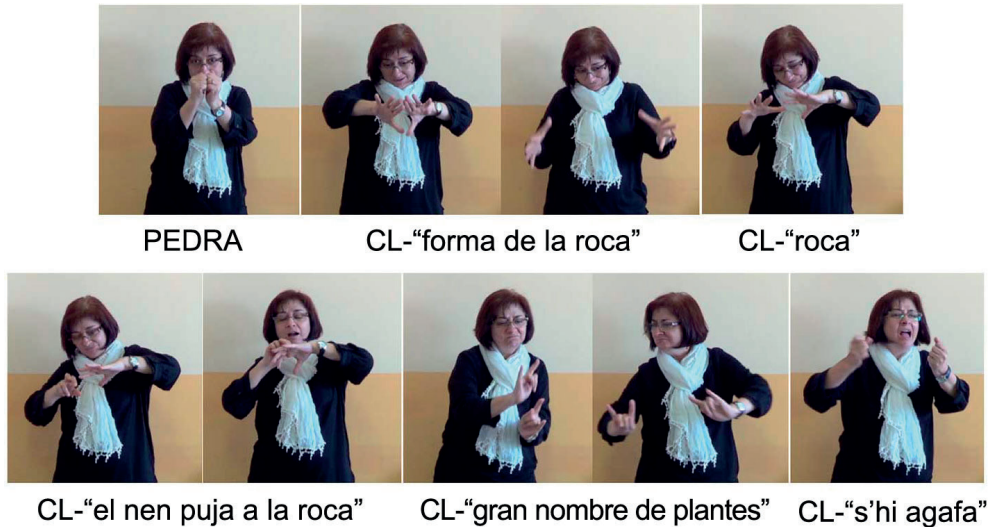 PEDRA CL-“forma de la roca” CL-“roca”
CL-“el nen puja a la roca” CL-“gran nombre de plantes” CL-“s’hi agafa”